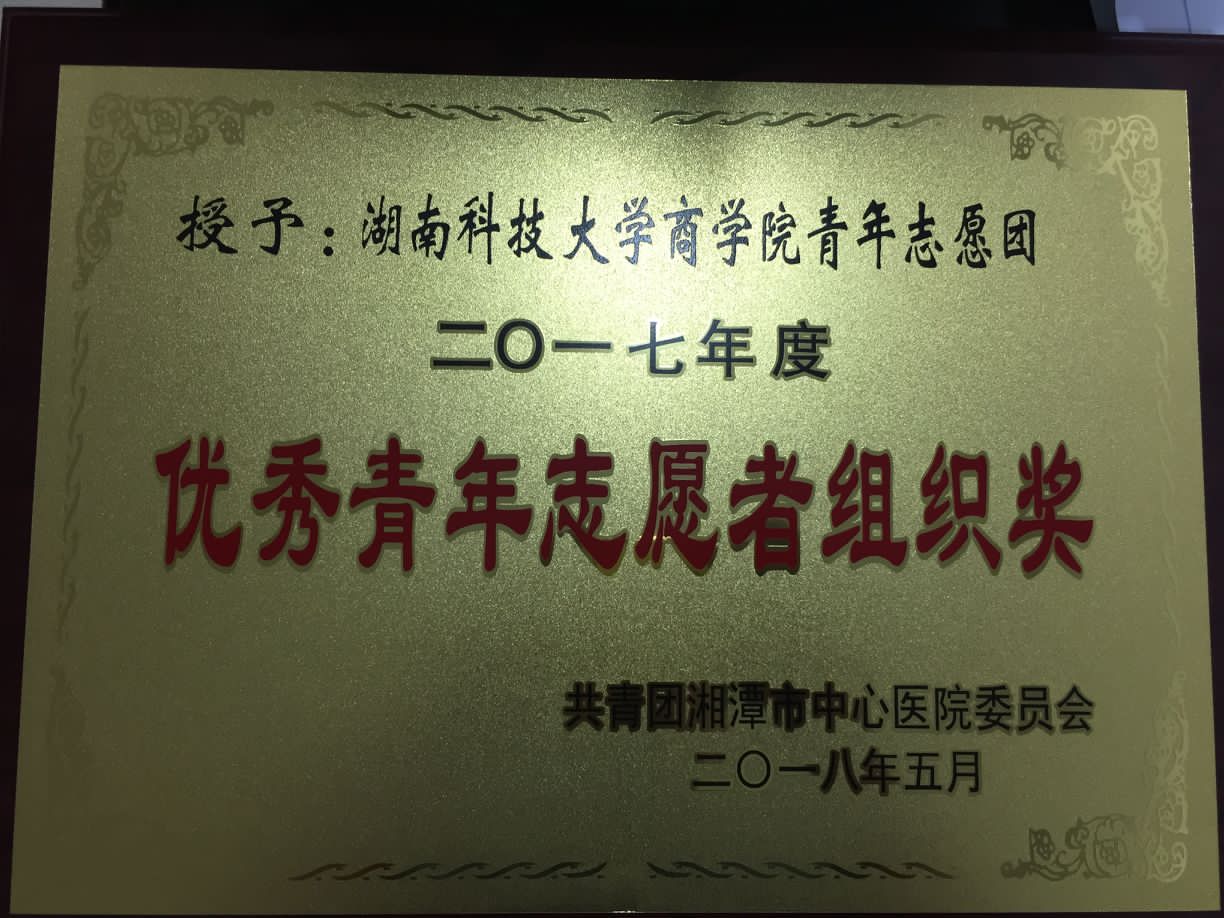 授予：湖南科技大学商学院青年志愿团
二〇一七年度
优秀青年志愿者组织奖
共青团湘潭市中心医院委员会
二〇一八年五月